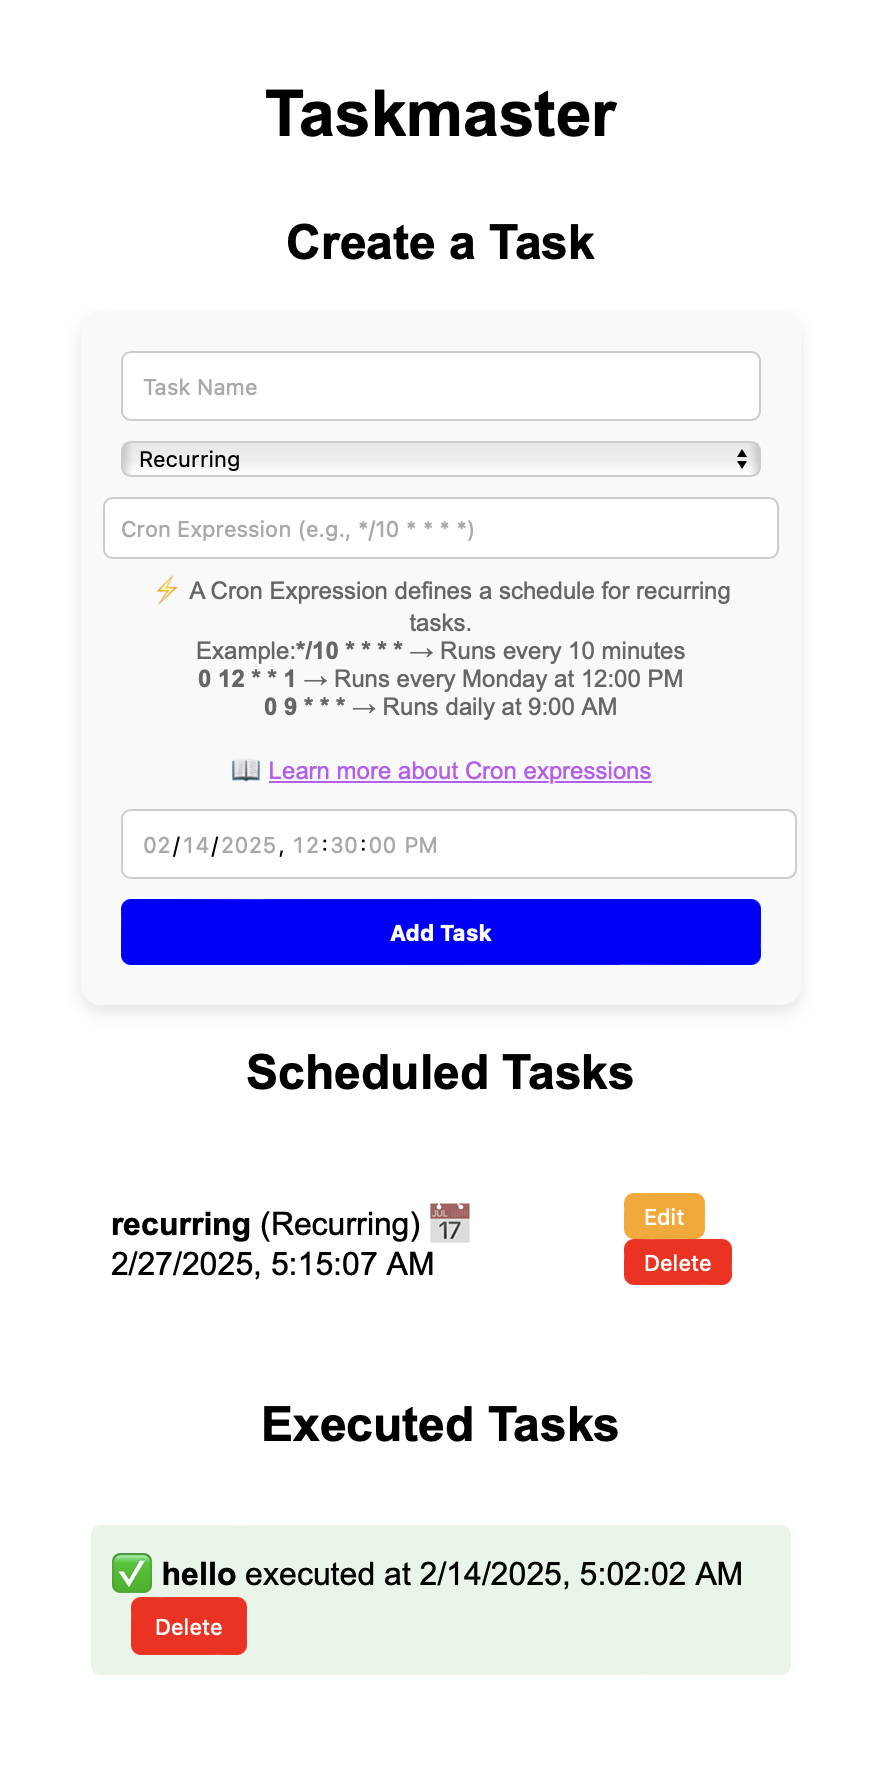 Taskmaster
Create a Task
Task Name
Recurring
Cron Expression (e.g., */10 * * * *)
⚡ A Cron Expression defines a schedule for recurring
tasks.
Example:*/10 * * * * → Runs every 10 minutes
0 12 * * 1 → Runs every Monday at 12:00 PM
0 9 * * * → Runs daily at 9:00 AM
📖 Learn more about Cron expressions
02/14/2025, 12:30:00 PM
Add Task
Scheduled Tasks
recurring (Recurring) 📅
2/27/2025, 5:15:07 AM
Edit
Delete
Executed Tasks
✅ hello executed at 2/14/2025, 5:02:02 AM
Delete